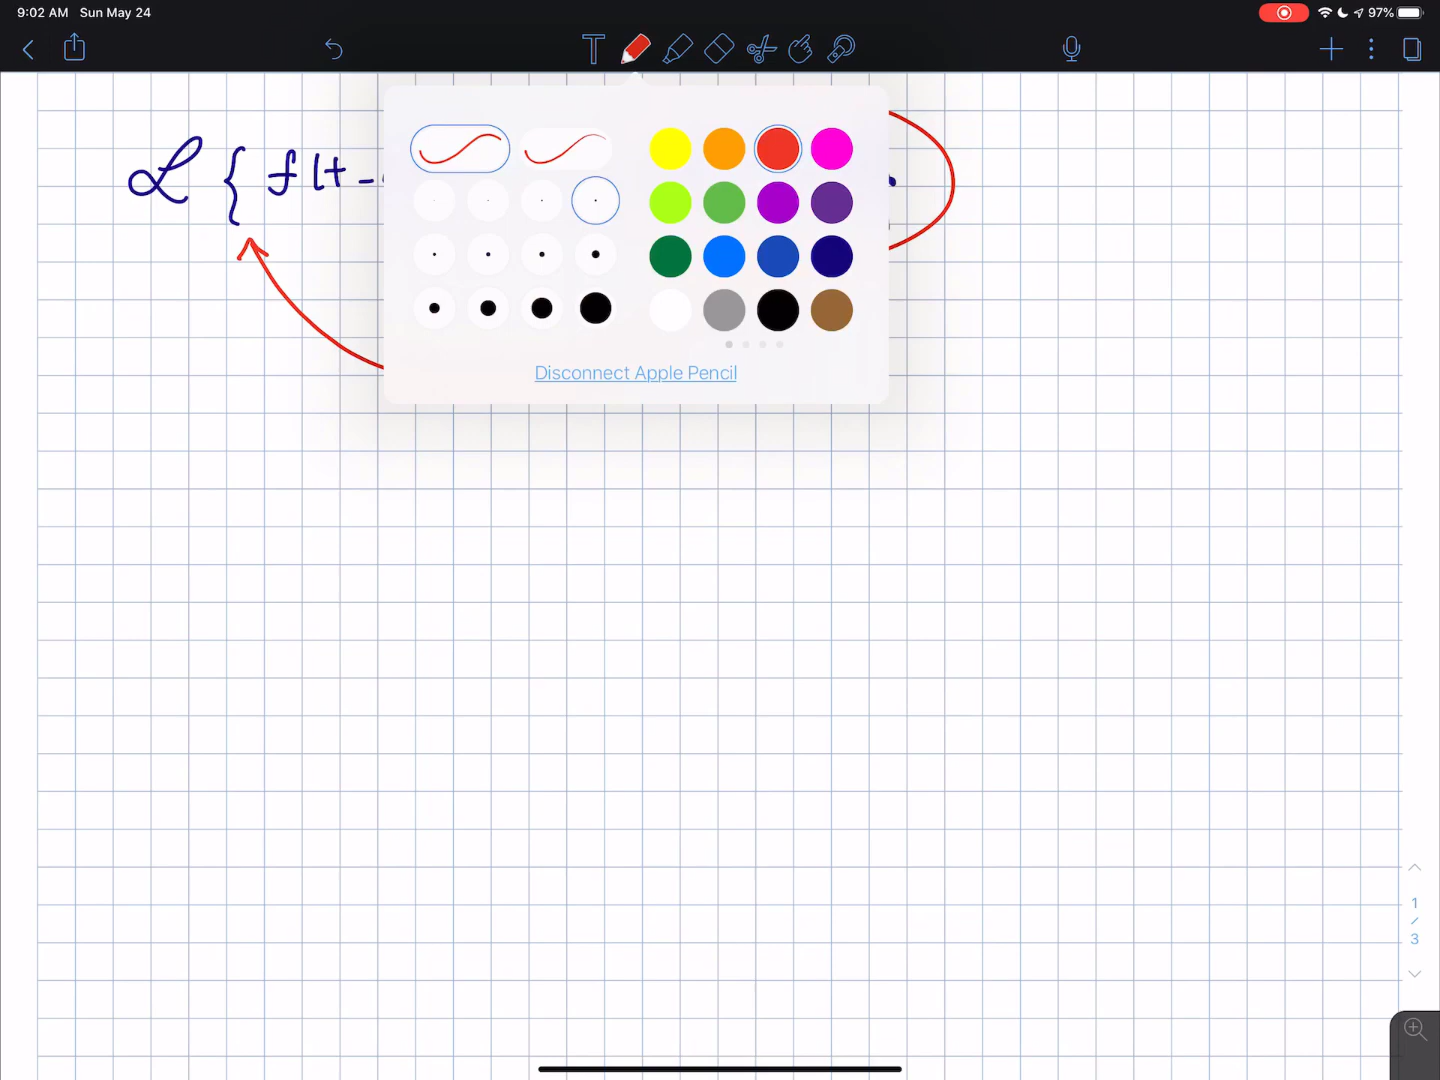 9:02 AM Sun May 24
97%
T
ℒ { f(t-
Disconnect Apple Pencil
1
/
3